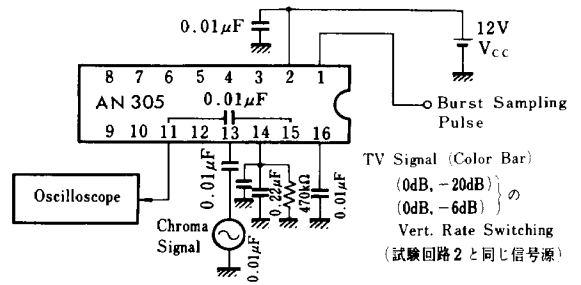 0.01μF
12V
VCC
8 7 6 5 4 3 2 1
AN 305
0.01μF
9 10 11 12 13 14 15 16
Burst Sampling
Pulse
Oscilloscope
0.01μF
0.22μF
470kΩ
0.01μF
Chroma
Signal
0.01μF
TV Signal (Color Bar)
(0dB, −20dB)
(0dB, −6dB)
の
Vert. Rate Switching
(試験回路2と同じ信号源)